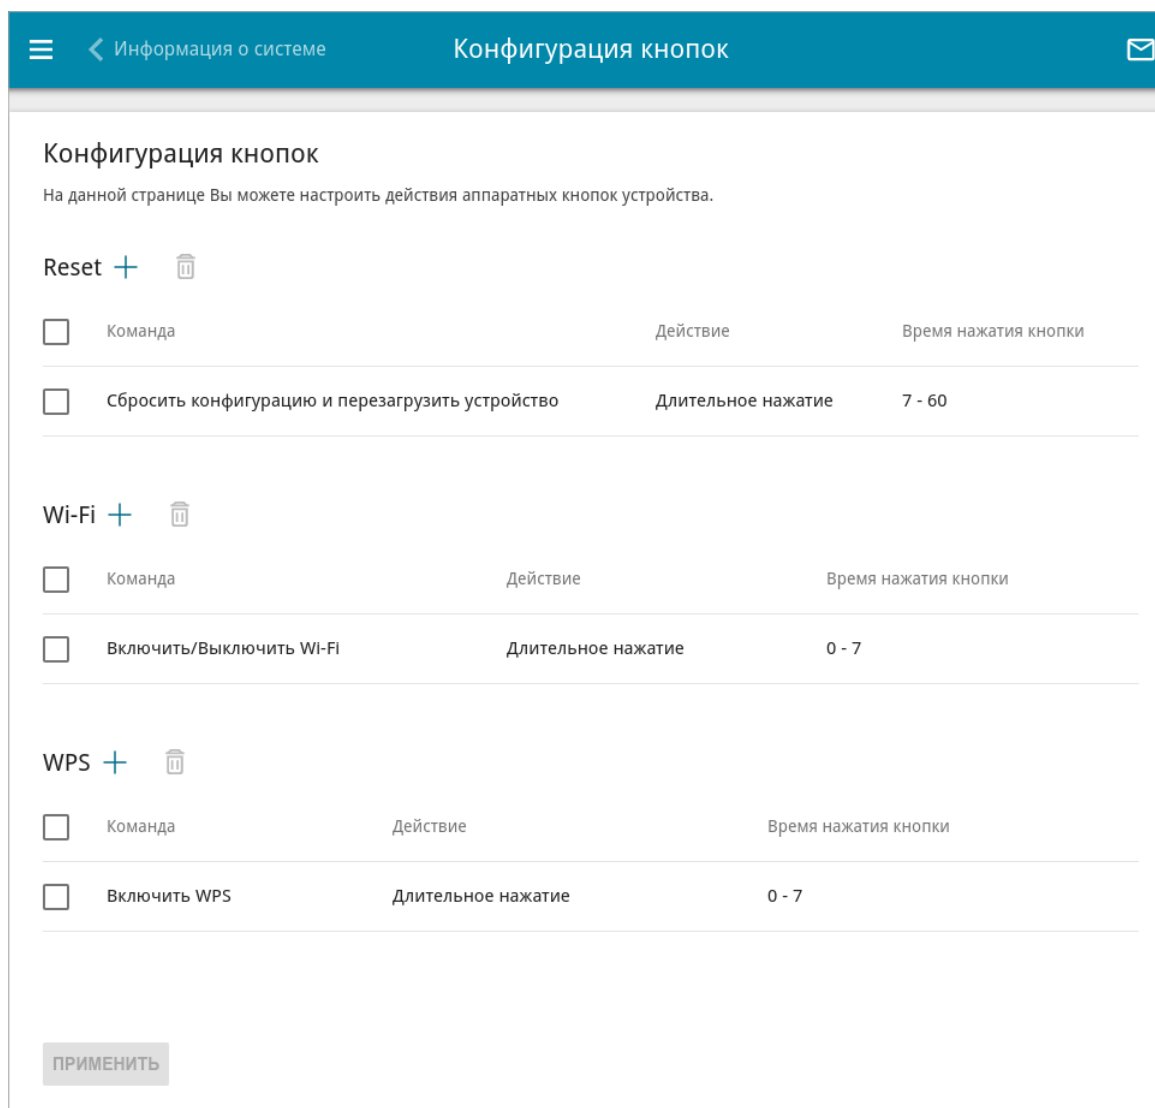 Информация о системе Конфигурация кнопок
Конфигурация кнопок
На данной странице Вы можете настроить действия аппаратных кнопок устройства.
Reset
Команда Действие Время нажатия кнопки
Сбросить конфигурацию и перезагрузить устройство Длительное нажатие 7 - 60
Wi-Fi
Команда Действие Время нажатия кнопки
Включить/Выключить Wi-Fi Длительное нажатие 0 - 7
WPS
Команда Действие Время нажатия кнопки
Включить WPS Длительное нажатие 0 - 7
ПРИМЕНИТЬ